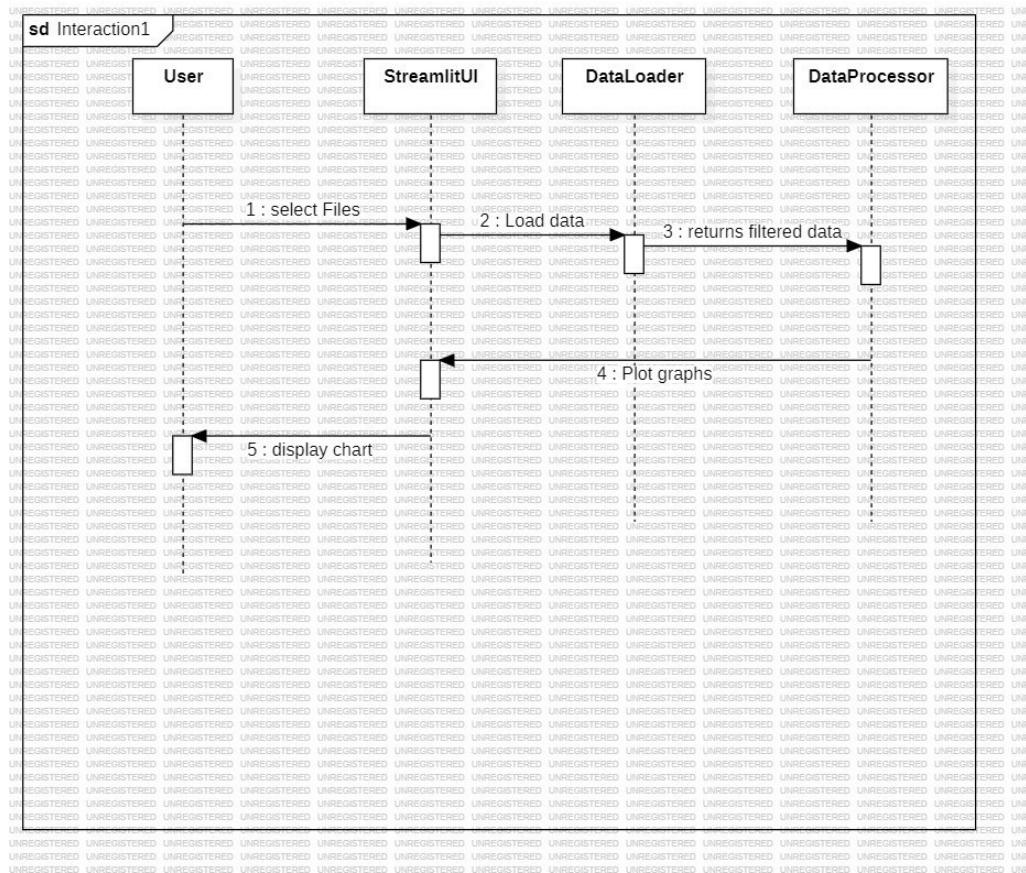 sd Interaction1
User
StreamlitUI
DataLoader
DataProcessor
1 : select Files
2 : Load data
3 : returns filtered data
4 : Plot graphs
5 : display chart
UNREGISTERED